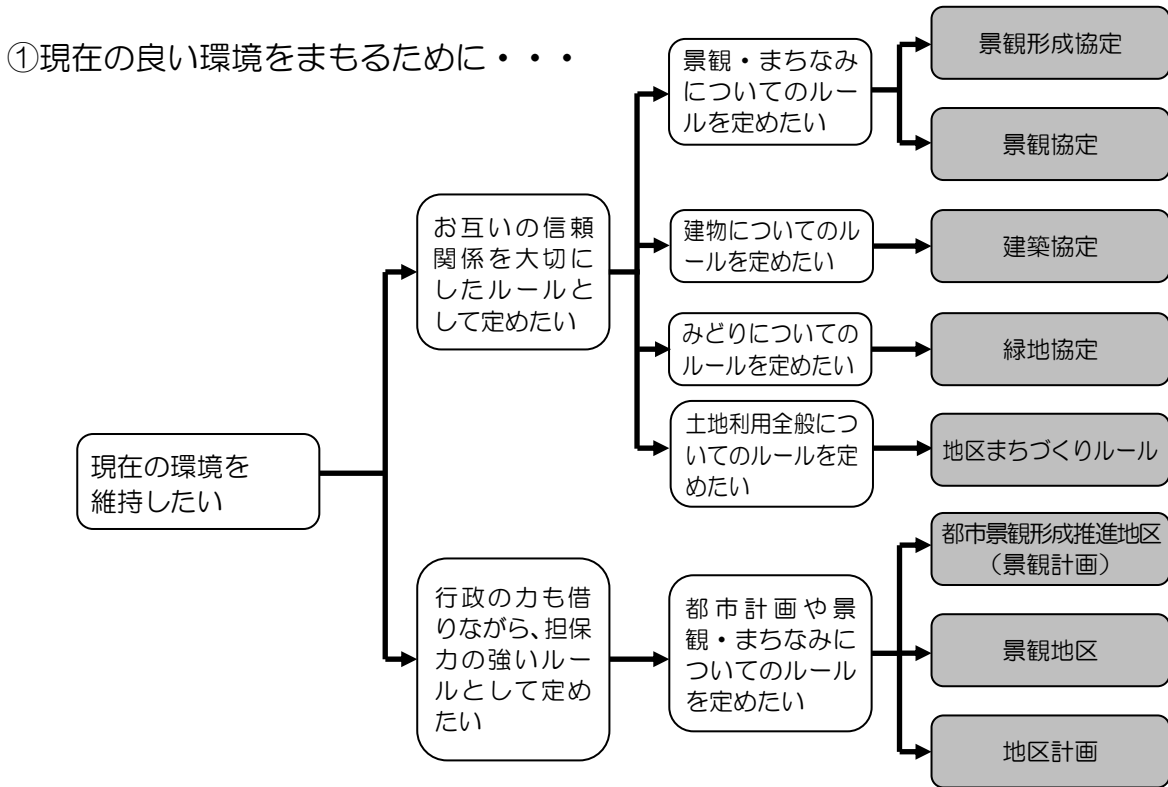 ①現在の良い環境をまもるために・・・
現在の環境を
維持したい
お互いの信頼
関係を大切に
したルールと
して定めたい
景観・まちなみ
についてのルー
ルを定めたい
景観形成協定
景観協定
建物についてのル
ールを定めたい
建築協定
みどりについての
ルールを定めたい
緑地協定
土地利用全般につ
いてのルールを定
めたい
地区まちづくりルール
行政の力も借
りながら、担保
力の強いルー
ルとして定め
たい
都市計画や景
観・まちなみに
ついてのルール
を定めたい
都市景観形成推進地区
（景観計画）
景観地区
地区計画